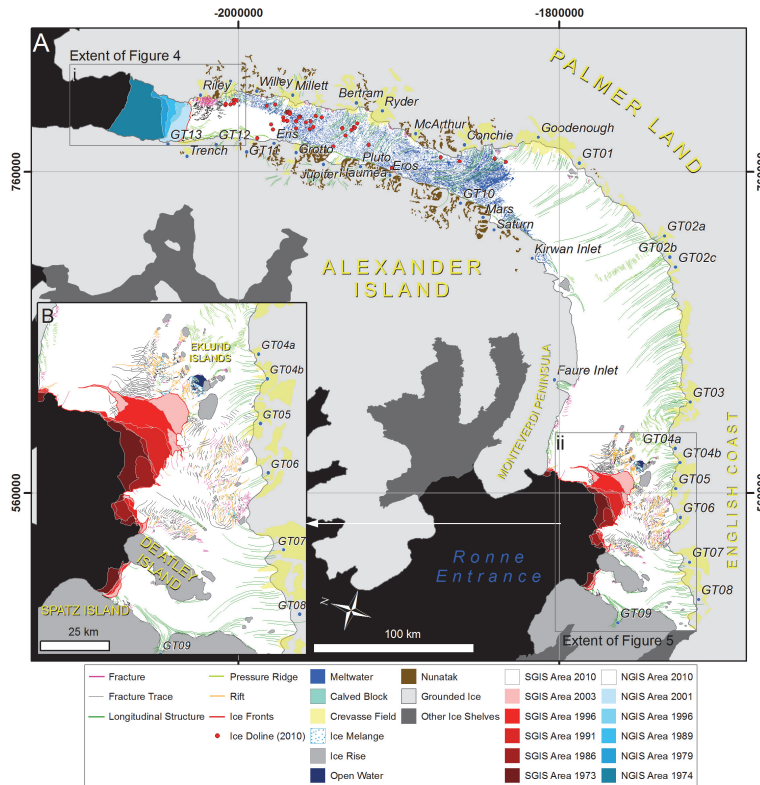 -2000000
-1800000
A
Extent of Figure 4
i
PALMER LAND
Riley
Willey
Millett
Bertram
Ryder
McArthur
Conchie
Goodenough
GT13
GT12
Eris
GT11
Trench
Grotto
Jupiter
Haumea
Pluto
Eros
GT01
760000
GT10
Mars
Saturn
Kirwan Inlet
GT02a
GT02b
GT02c
ALEXANDER
ISLAND
B
EKLUND
ISLANDS
GT04a
GT04b
GT05
GT06
GT07
GT08
GT09
DE ATLEY
ISLAND
SPATZ ISLAND
25 km
Faure Inlet
MONTEVERDI PENINSULA
GT03
ii
GT04a
GT04b
GT05
GT06
GT07
GT08
GT09
ENGLISH COAST
560000
Ronne
Entrance
N
100 km
Extent of Figure 5
Fracture
Fracture Trace
Longitudinal Structure
Pressure Ridge
Rift
Ice Fronts
Ice Doline (2010)
Meltwater
Calved Block
Crevasse Field
Ice Melange
Ice Rise
Open Water
Nunatak
Grounded Ice
Other Ice Shelves
SGIS Area 2010
SGIS Area 2003
SGIS Area 1996
SGIS Area 1991
SGIS Area 1986
SGIS Area 1973
NGIS Area 2010
NGIS Area 2001
NGIS Area 1996
NGIS Area 1989
NGIS Area 1979
NGIS Area 1974